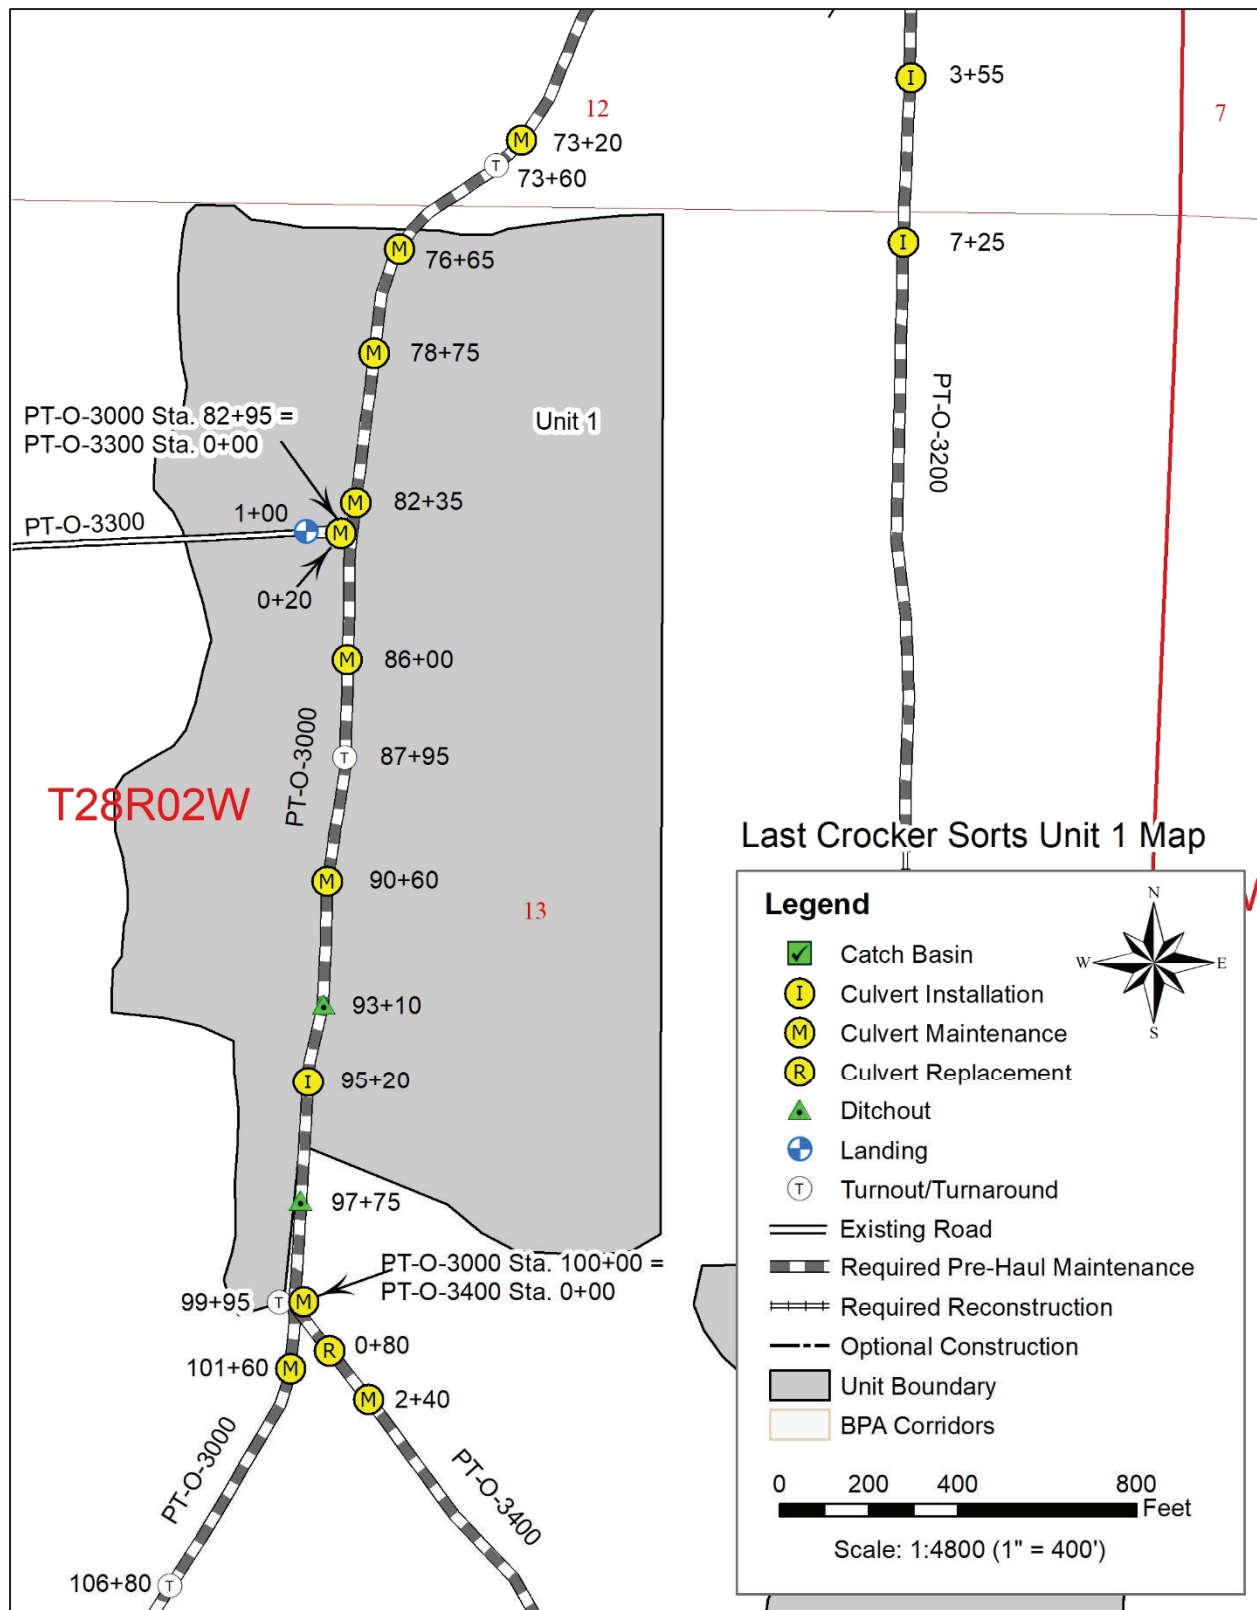 12
7
I 3+55
M 73+20
T 73+60
I 7+25
M 76+65
M 78+75
PT-O-3200
Unit 1
PT-O-3000 Sta. 82+95 =
PT-O-3300 Sta. 0+00
M 82+35
1+00
PT-O-3300
M
0+20
M 86+00
PT-O-3000
T 87+95
T28R02W
M 90+60
13
93+10
I 95+20
97+75
PT-O-3000 Sta. 100+00 =
PT-O-3400 Sta. 0+00
99+95 T M
R 0+80
101+60 M
M 2+40
PT-O-3000
PT-O-3400
106+80 T
Last Crocker Sorts Unit 1 Map
Legend
N
W E
S
Catch Basin
I Culvert Installation
M Culvert Maintenance
R Culvert Replacement
Ditchout
Landing
T Turnout/Turnaround
Existing Road
Required Pre-Haul Maintenance
Required Reconstruction
Optional Construction
Unit Boundary
BPA Corridors
0 200 400 800
Feet
Scale: 1:4800 (1" = 400')